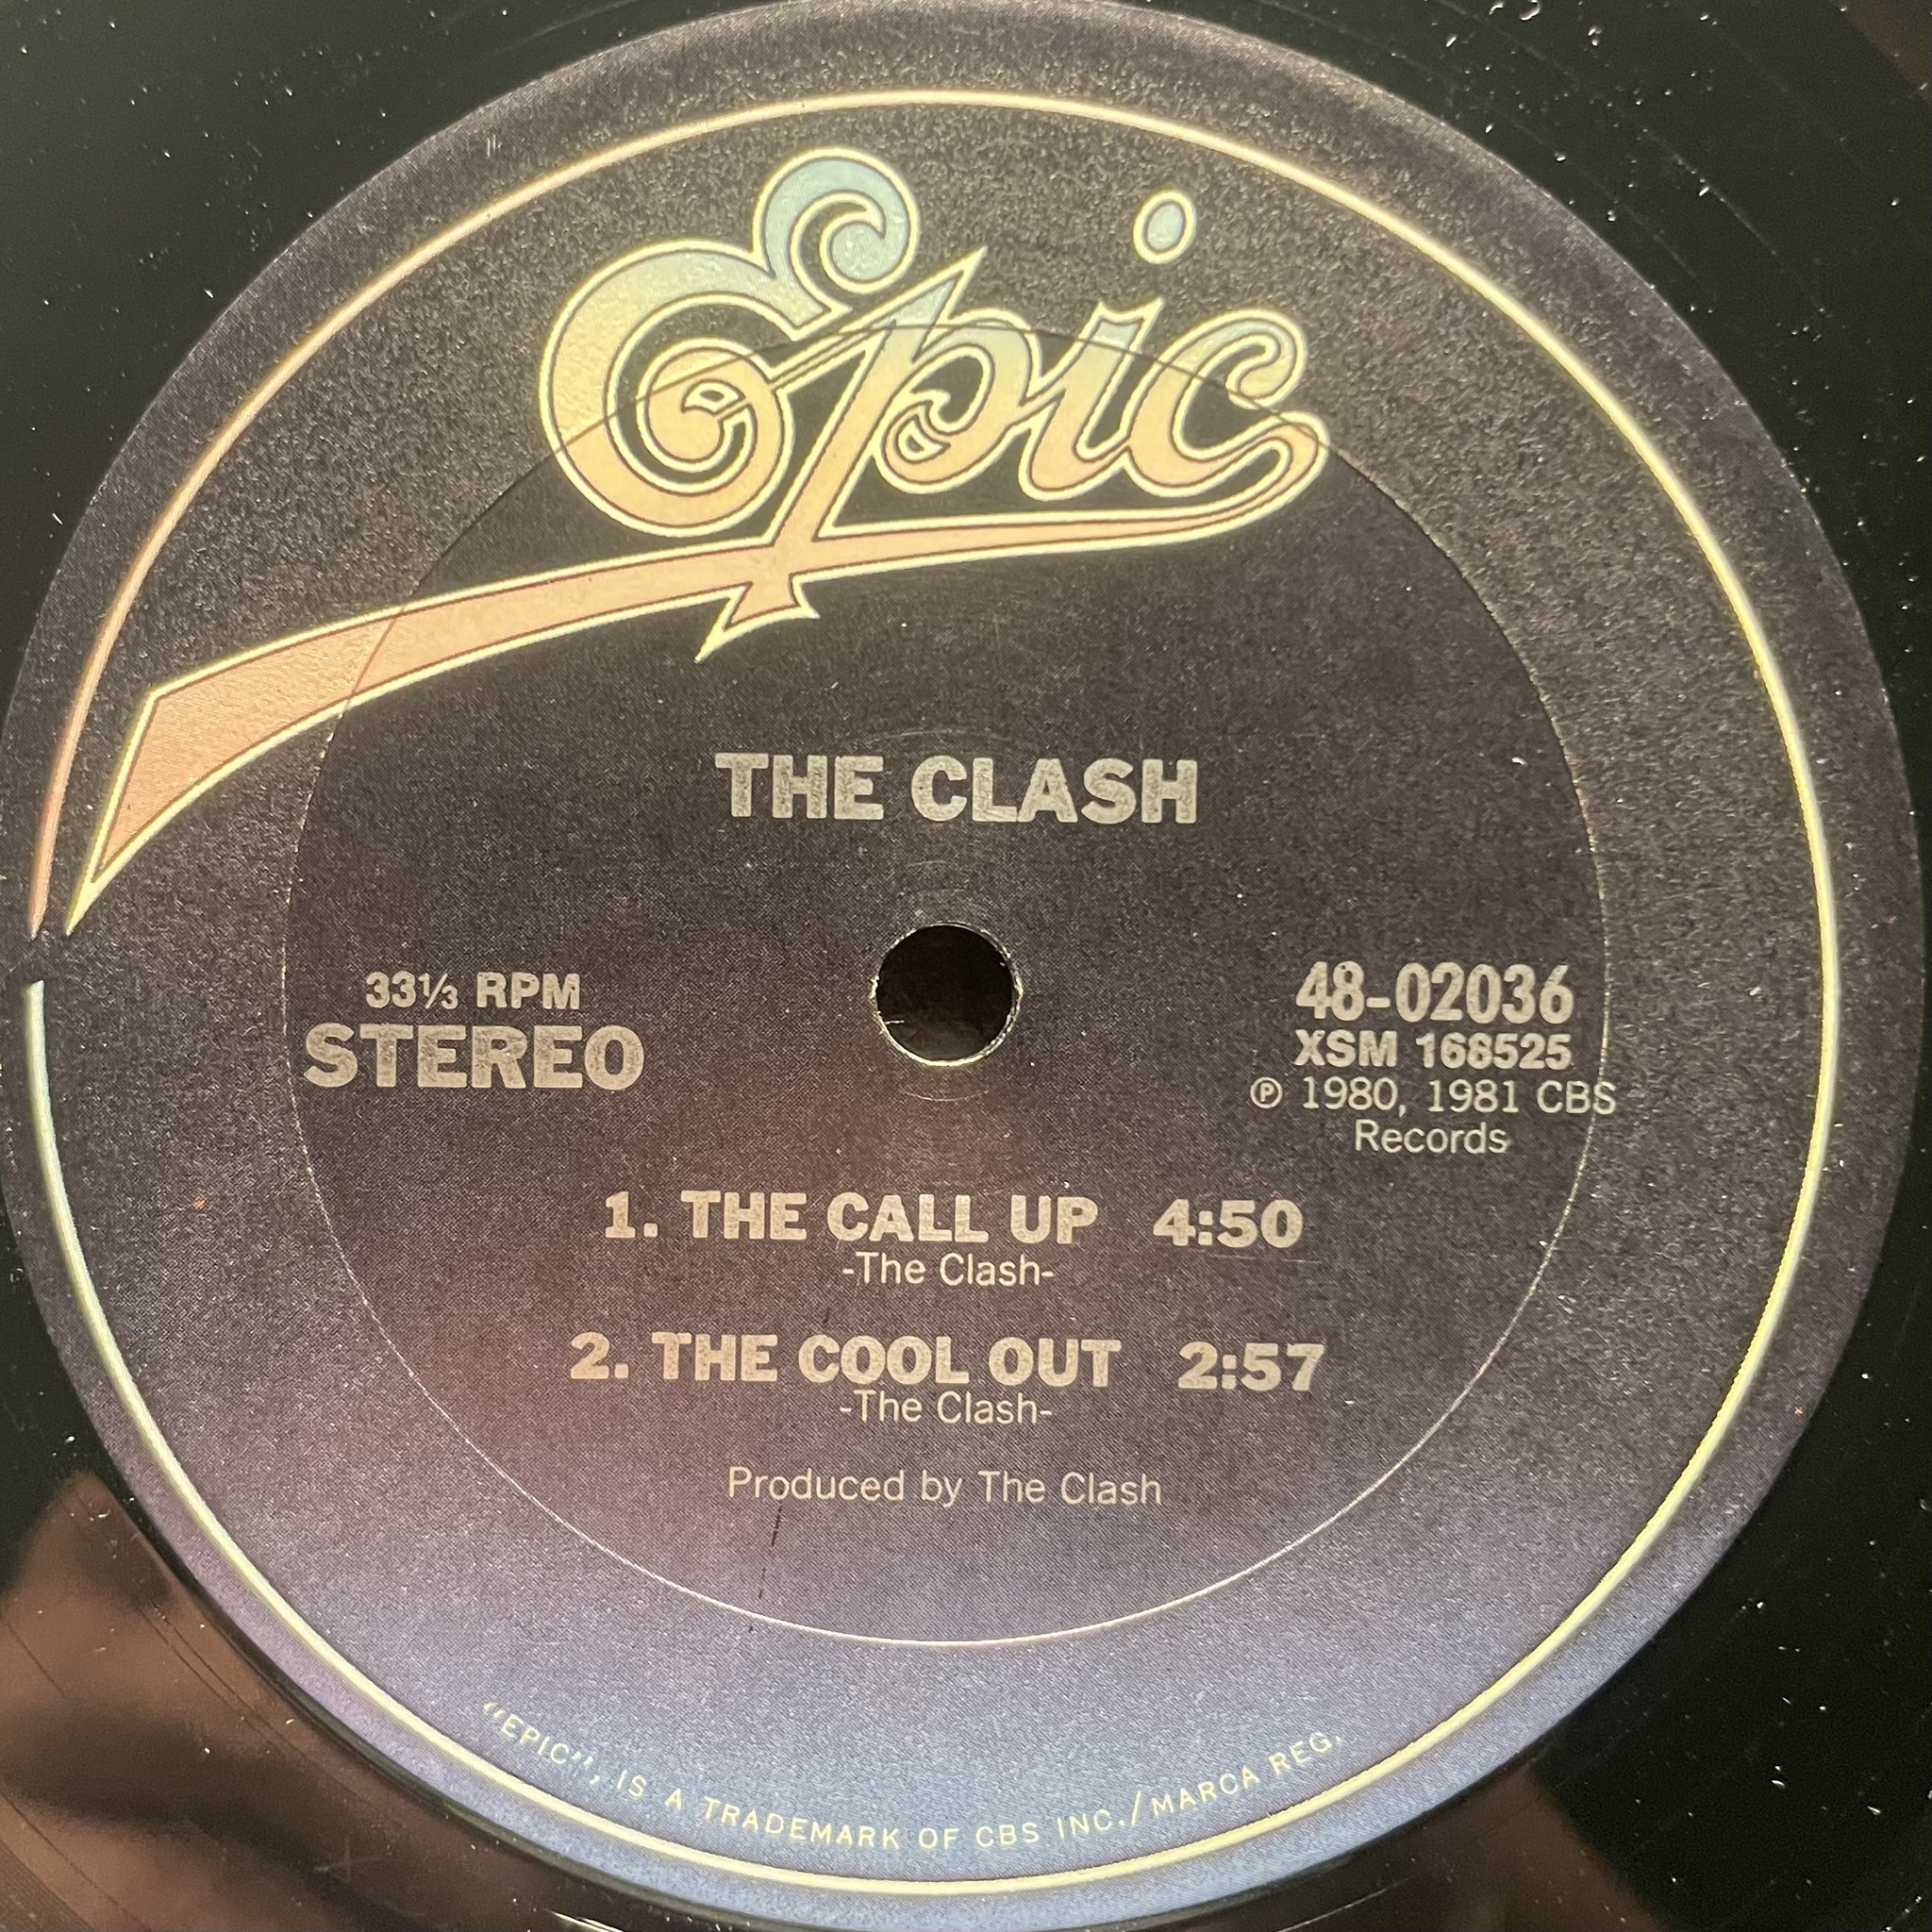 Epic
THE CLASH
33⅓ RPM
STEREO
48-02036
XSM 168525
℗ 1980, 1981 CBS
Records
1. THE CALL UP 4:50
-The Clash-
2. THE COOL OUT 2:57
-The Clash-
Produced by The Clash
"EPIC", IS A TRADEMARK OF CBS INC./MARCA REG.